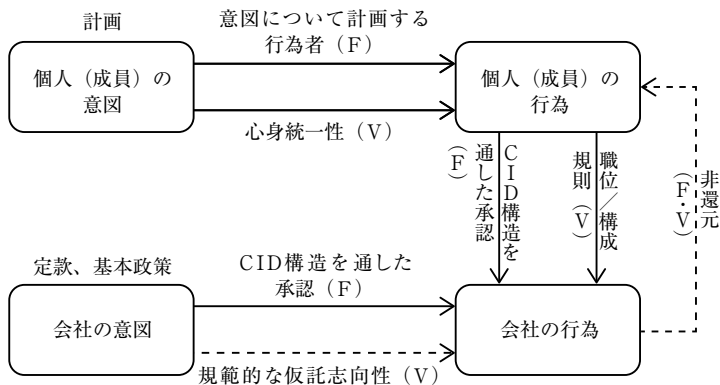 計画
意図について計画する
行為者（F）
個人（成員）の
意図
個人（成員）の
行為
心身統一性（V）
CID構造を
通した承認
（F）
職位／構成
規則（V）
非還元
（F・V）
定款、基本政策
CID構造を通した
承認（F）
会社の意図
会社の行為
規範的な仮託志向性（V）